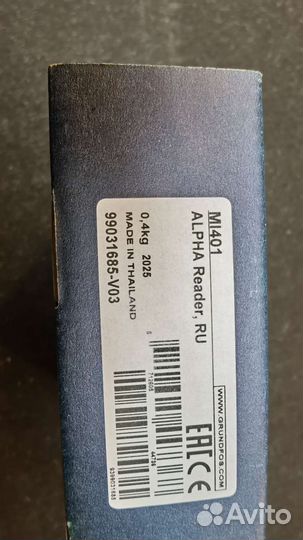 MI401
ALPHA Reader, RU
0,4kg 2025
MADE IN THAILAND
99031685-V03
WWW.GRUNDFOS.COM
EAC CE
Avito